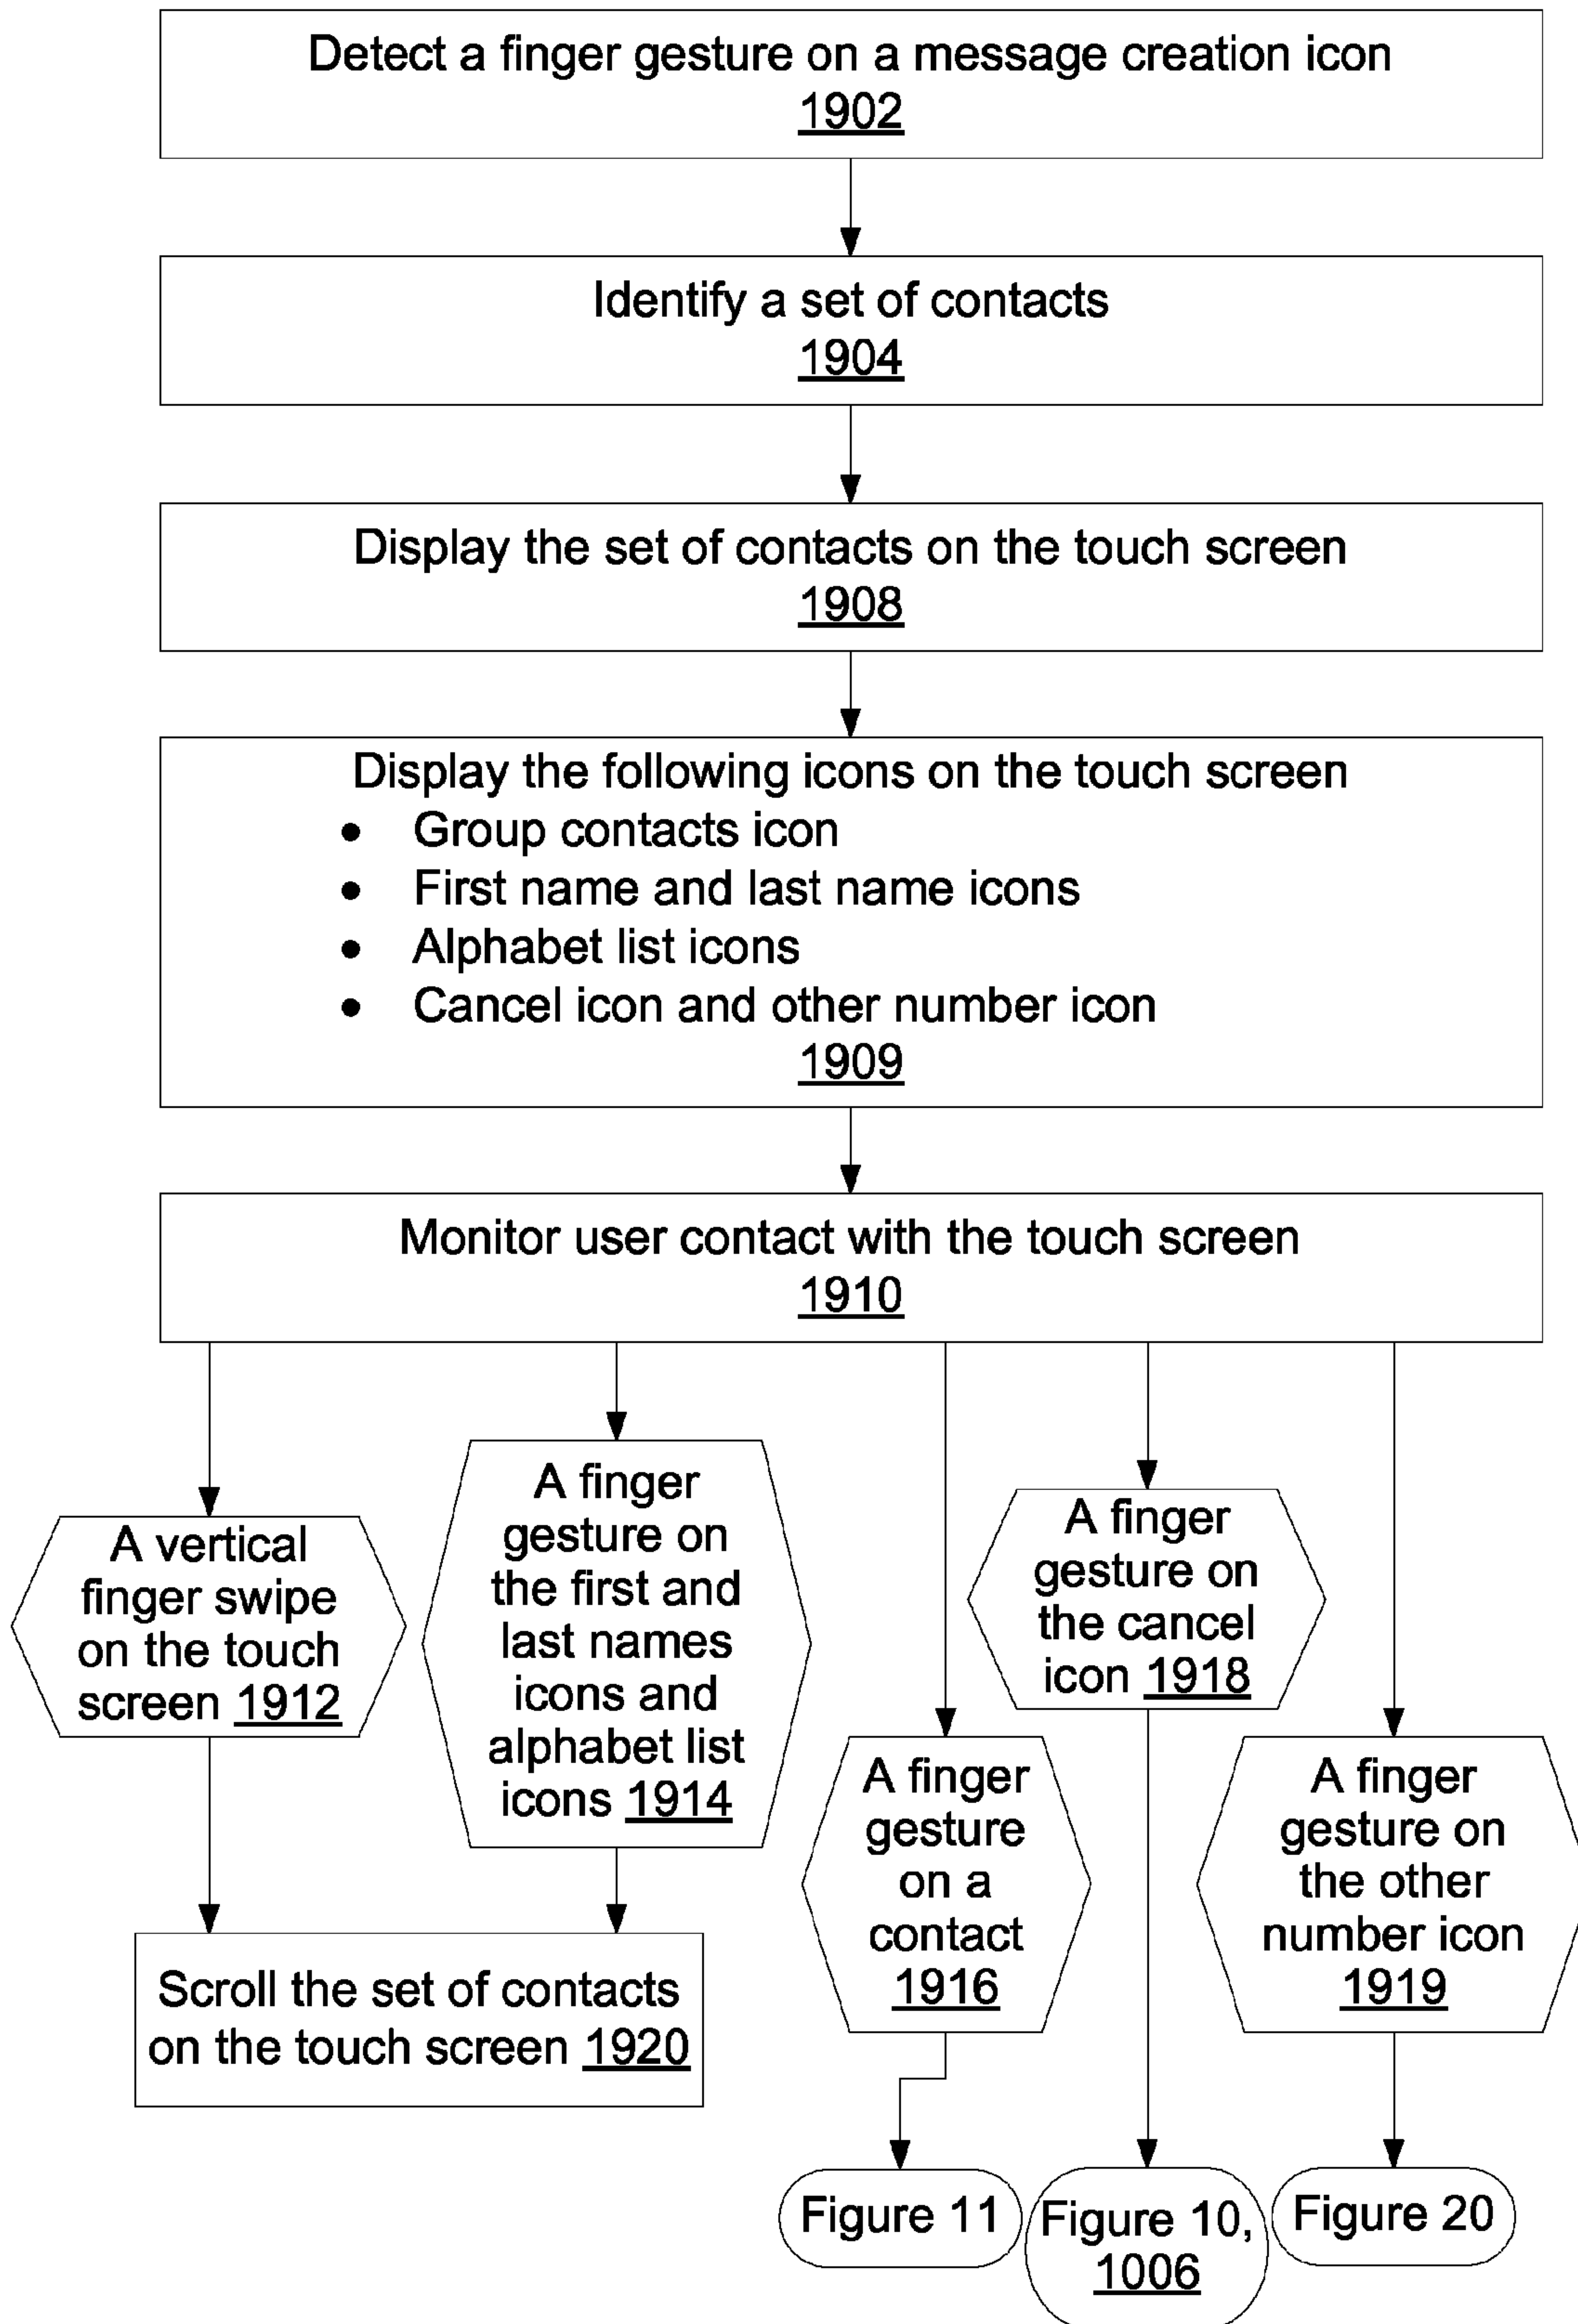 Detect a finger gesture on a message creation icon
1902
Identify a set of contacts
1904
Display the set of contacts on the touch screen
1908
Display the following icons on the touch screen
• Group contacts icon
• First name and last name icons
• Alphabet list icons
• Cancel icon and other number icon
1909
Monitor user contact with the touch screen
1910
A vertical
finger swipe
on the touch
screen 1912
A finger
gesture on
the first and
last names
icons and
alphabet list
icons 1914
A finger
gesture
on a
contact
1916
A finger
gesture on
the cancel
icon 1918
A finger
gesture on
the other
number icon
1919
Scroll the set of contacts
on the touch screen 1920
Figure 11
Figure 10,
1006
Figure 20